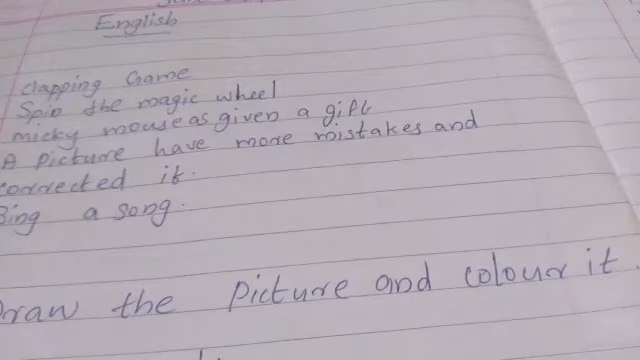 English
clapping Game
Spin the magic wheel
micky mouse as given a gift
A picture have more mistakes and
corrected it.
Sing a song.
Draw the picture and colour it.